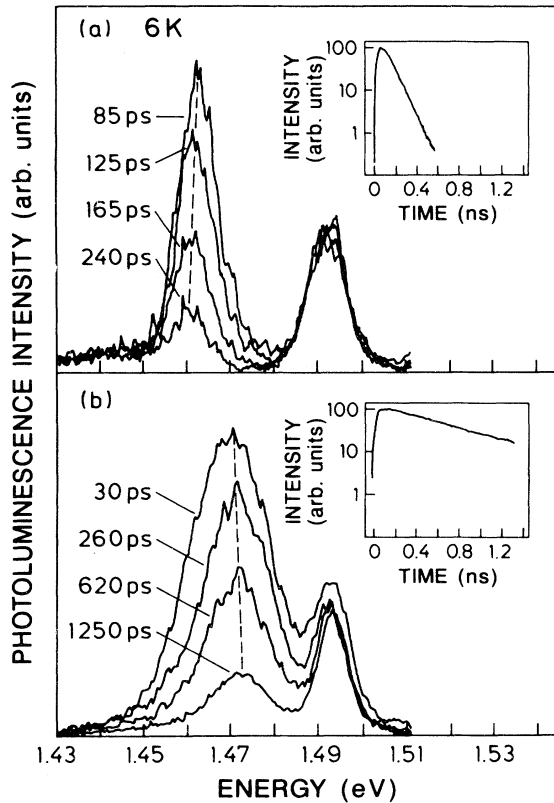 (a) 6K
85 ps
125 ps
165 ps
240 ps
INTENSITY
(arb. units)
100
10
1
0 0.4 0.8 1.2
TIME (ns)
(b)
30 ps
260 ps
620 ps
1250 ps
INTENSITY
(arb. units)
100
10
1
0 0.4 0.8 1.2
TIME (ns)
PHOTOLUMINESCENCE INTENSITY (arb. units)
1.43 1.45 1.47 1.49 1.51 1.53
ENERGY (eV)